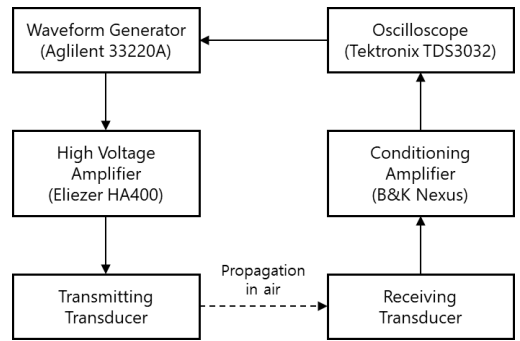 Waveform Generator
(Aglilent 33220A)
Oscilloscope
(Tektronix TDS3032)
High Voltage
Amplifier
(Eliezer HA400)
Conditioning
Amplifier
(B&K Nexus)
Propagation
in air
Transmitting
Transducer
Receiving
Transducer